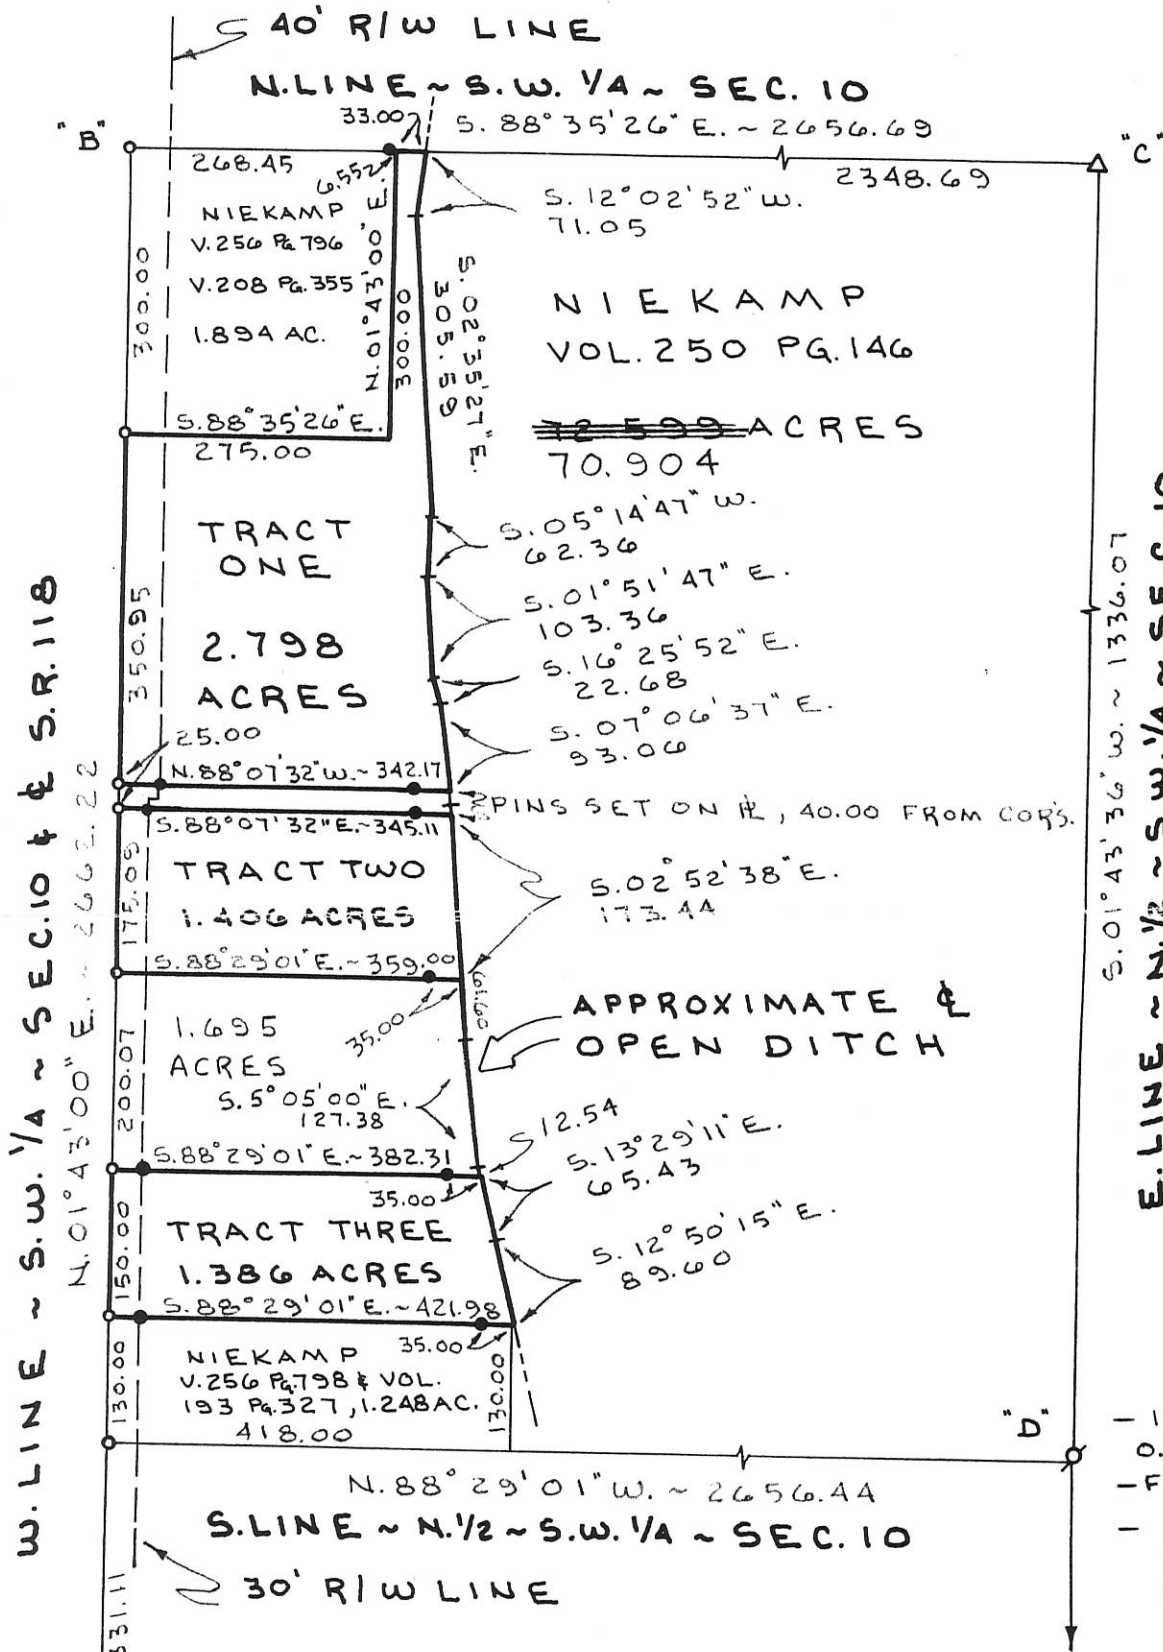 40' R/W LINE
N.LINE ~ S.W. 1/4 ~ SEC. 10
33.00
S. 88° 35' 26" E. ~ 2656.69
"B"
"C"
268.45
2348.69
6.552
S. 12° 02' 52" W.
71.05
NIEKAMP
V.256 PG.796
V.208 PG.355
1.894 AC.
300.00
N.01°43'00"E.
300.00
S.02°35'27"E.
305.59
NIEKAMP
VOL.250 PG.146
72.599 ACRES
70.904
S.88°35'26"E.
275.00
S.05°14'47" W.
62.36
TRACT
ONE
2.798
ACRES
350.95
S.01°51'47" E.
103.36
S.16°25'52" E.
22.68
S.07°06'37" E.
93.06
25.00
N.88°07'32"W.~342.17
PINS SET ON ℄, 40.00 FROM COR'S.
S.88°07'32"E.~345.11
TRACT TWO
1.406 ACRES
175.09
S.02°52'38"E.
173.44
S.88°29'01"E.~359.00
61.60
35.00
APPROXIMATE ℄
OPEN DITCH
1.695
ACRES
200.07
S.5°05'00"E.
127.38
12.54
S.88°29'01"E.~382.31
35.00
S.13°29'11"E.
65.43
TRACT THREE
1.386 ACRES
150.00
S.12°50'15"E.
89.60
S.88°29'01"E.~421.98
35.00
NIEKAMP
V.256 PG.798 & VOL.
193 PG.327, 1.248AC.
418.00
130.00
130.00
"D"
N.88°29'01"W. ~ 2656.44
S.LINE ~ N.1/2 ~ S.W. 1/4 ~ SEC. 10
30' R/W LINE
331.11
W. LINE ~ S.W. 1/4 ~ SEC.10 & ℄ S.R.118
N.01°43'00"E. ~ 2662.22
S.01°43'36"W. ~ 1336.07
E.LINE ~ N.1/2 ~ S.W.1/4 ~ SEC.10
- 1
0.
- F
-